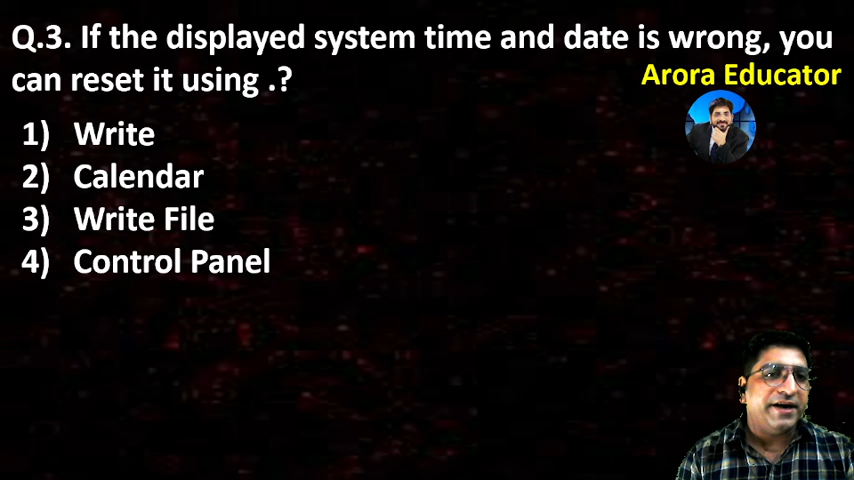 Q.3. If the displayed system time and date is wrong, you
can reset it using .?
Arora Educator
1) Write
2) Calendar
3) Write File
4) Control Panel